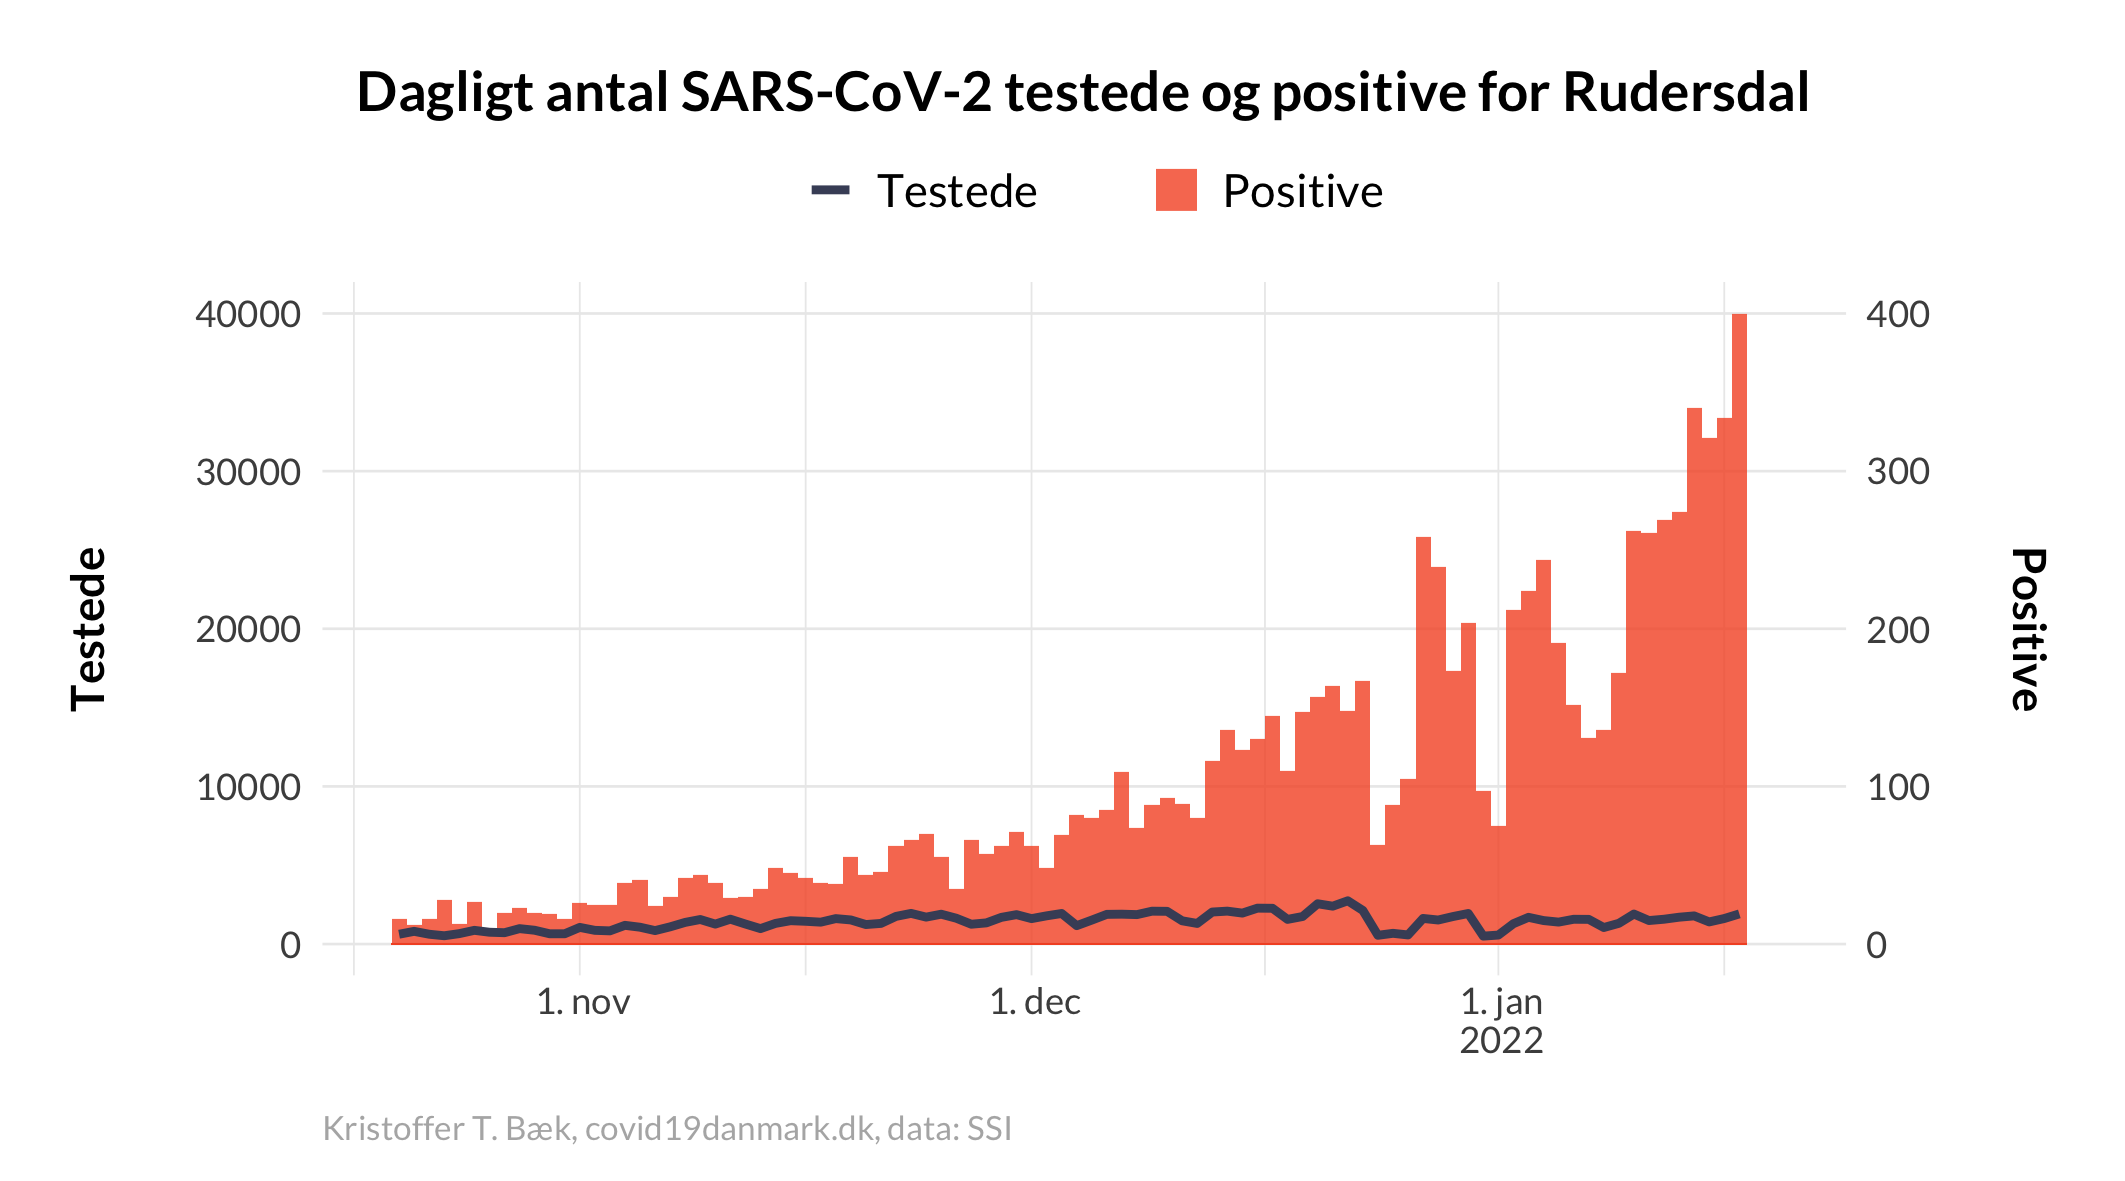 Dagligt antal SARS-CoV-2 testede og positive for Rudersdal
Testede
Positive
40000
30000
20000
10000
0
400
300
200
100
0
Testede
Positive
1. nov
1. dec
1. jan
2022
Kristoffer T. Bæk, covid19danmark.dk, data: SSI